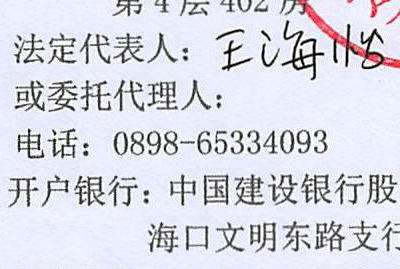 第4层402房
法定代表人：王海怡
或委托代理人：
电话：0898-65334093
开户银行：中国建设银行股
海口文明东路支行